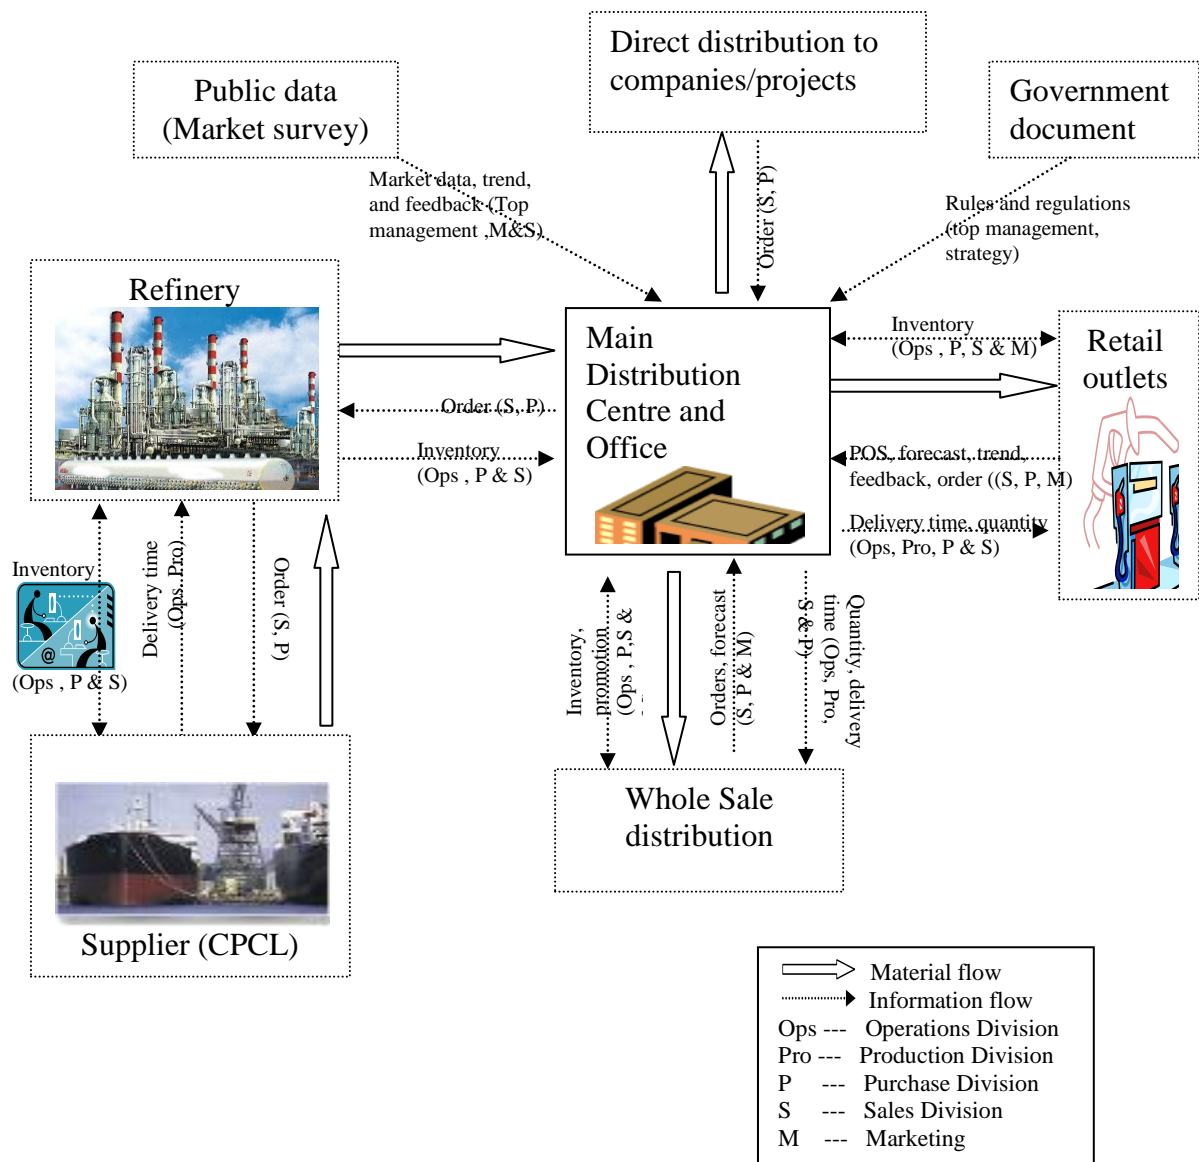 Direct distribution to
companies/projects
Public data
(Market survey)
Government
document
Market data, trend,
and feedback (Top
management ,M&S)
Order (S, P)
Rules and regulations
(top management,
strategy)
Refinery
Main
Distribution
Centre and
Office
Inventory
(Ops , P, S & M)
Retail
outlets
Order (S, P)
Inventory
(Ops , P & S)
POS, forecast, trend,
feedback, order ((S, P, M)
Delivery time, quantity
(Ops, Pro, P & S)
Inventory
@
(Ops , P & S)
Delivery time
(Ops, Pro)
Order (S, P)
Inventory,
promotion
(Ops , P,S &
Orders, forecast
(S, P & M)
Quantity, delivery
time (Ops, Pro,
S & P)
Whole Sale
distribution
Supplier (CPCL)
Material flow
Information flow
Ops --- Operations Division
Pro --- Production Division
P --- Purchase Division
S --- Sales Division
M --- Marketing